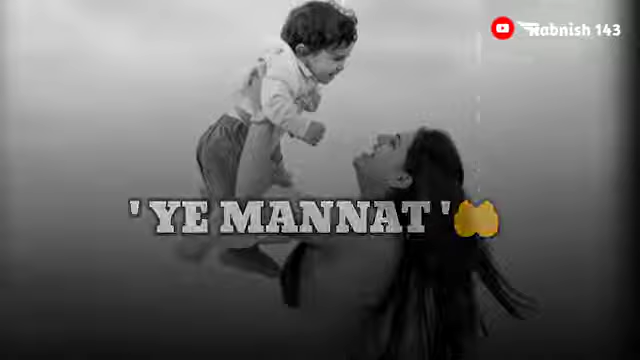 Rabnish 143
' YE MANNAT ' 🤲